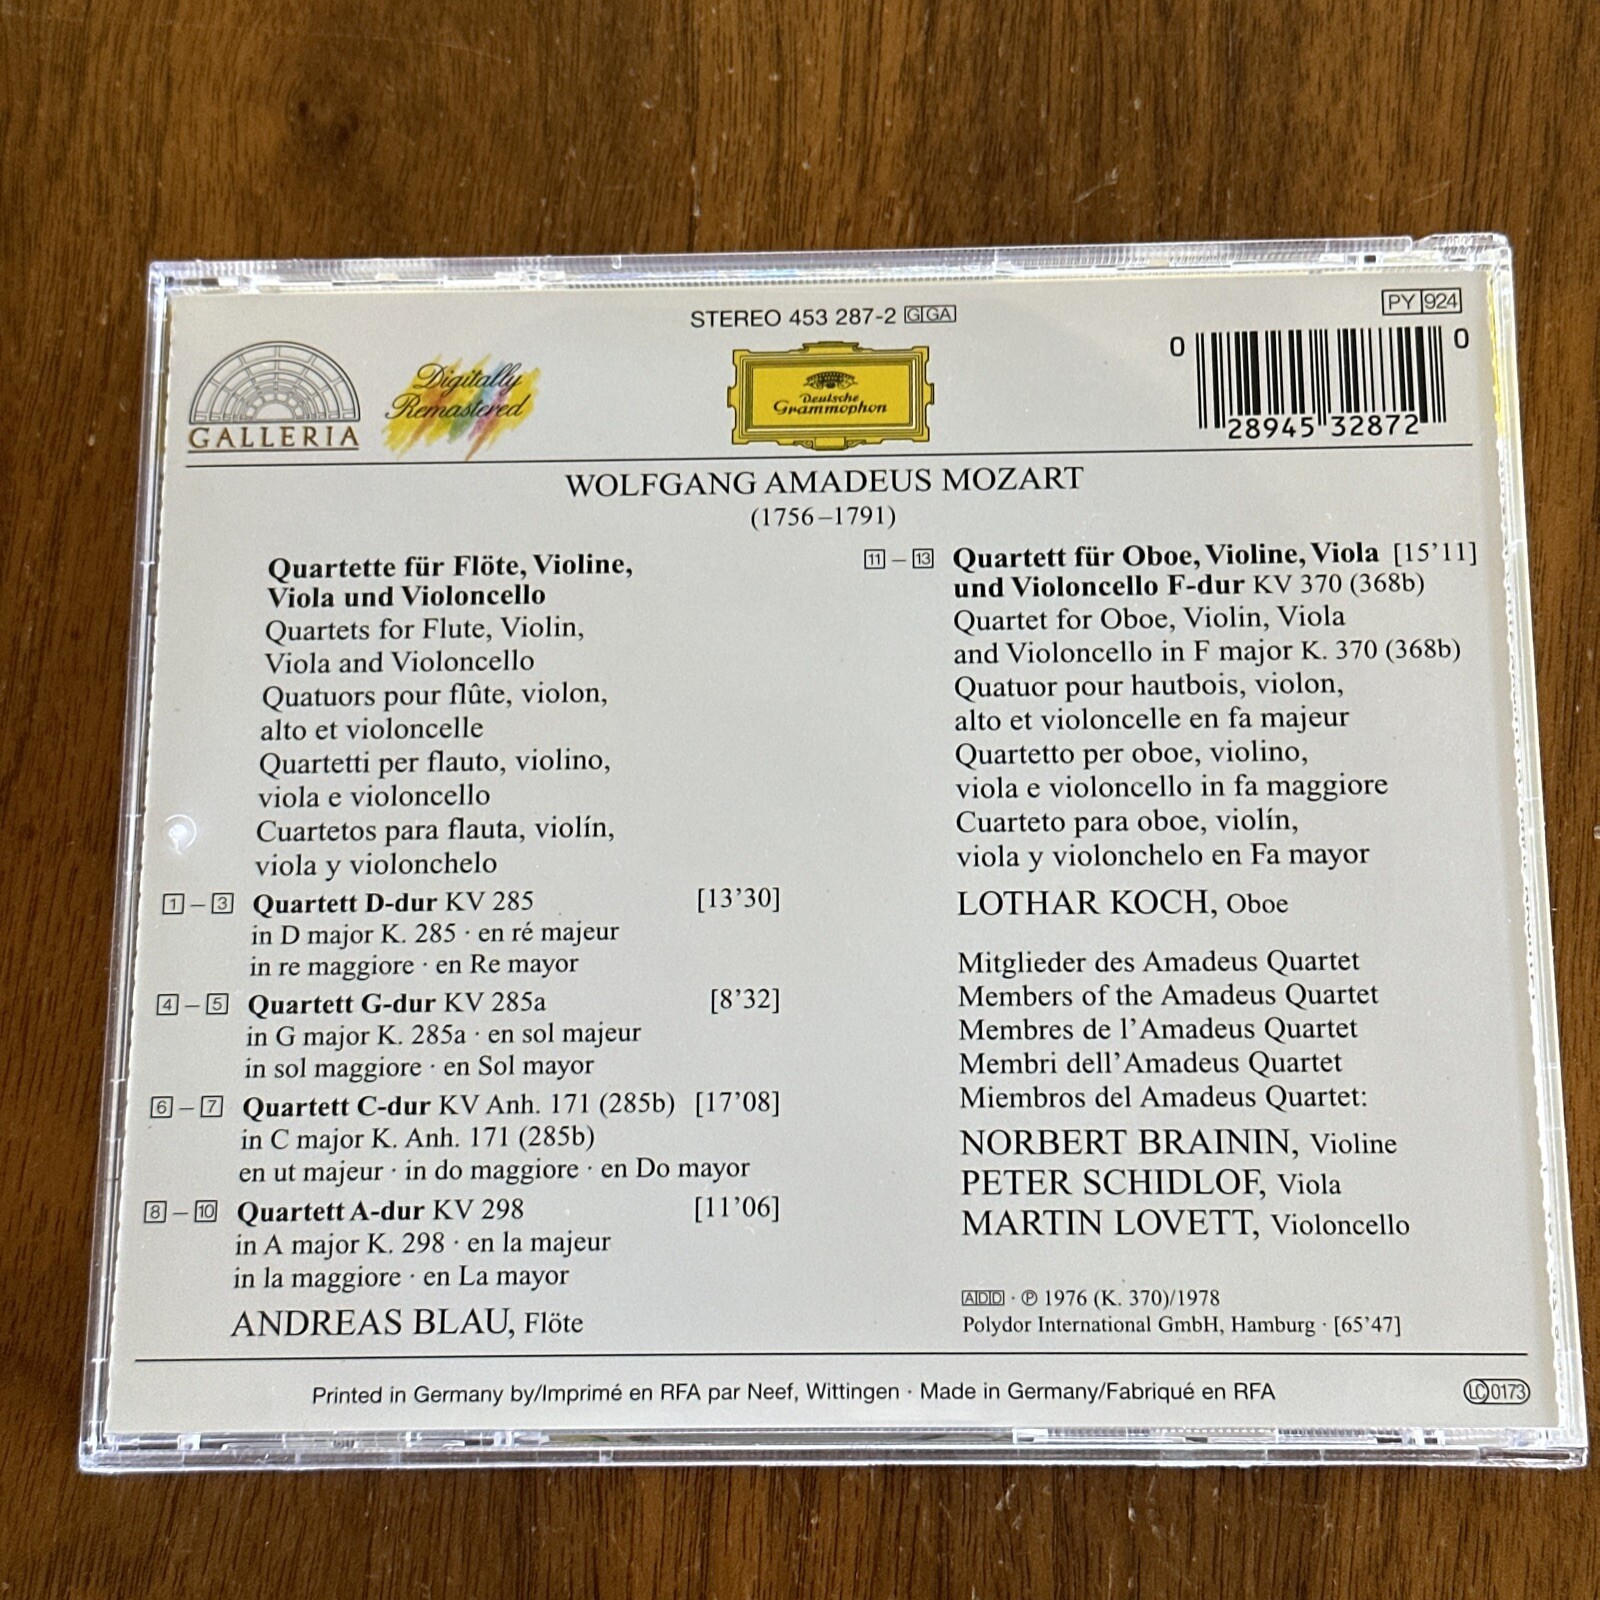 STEREO 453 287-2 GGA
PY 924
GALLERIA
Digitally
Remastered
Deutsche
Grammophon
0 28945 32872 0
WOLFGANG AMADEUS MOZART
(1756–1791)
Quartette für Flöte, Violine,
Viola und Violoncello
Quartets for Flute, Violin,
Viola and Violoncello
Quatuors pour flûte, violon,
alto et violoncelle
Quartetti per flauto, violino,
viola e violoncello
Cuartetos para flauta, violín,
viola y violonchelo
1 – 3 Quartett D-dur KV 285 [13’30]
in D major K. 285 · en ré majeur
in re maggiore · en Re mayor
4 – 5 Quartett G-dur KV 285a [8’32]
in G major K. 285a · en sol majeur
in sol maggiore · en Sol mayor
6 – 7 Quartett C-dur KV Anh. 171 (285b) [17’08]
in C major K. Anh. 171 (285b)
en ut majeur · in do maggiore · en Do mayor
8 – 10 Quartett A-dur KV 298 [11’06]
in A major K. 298 · en la majeur
in la maggiore · en La mayor
ANDREAS BLAU, Flöte
11 – 13 Quartett für Oboe, Violine, Viola [15’11]
und Violoncello F-dur KV 370 (368b)
Quartet for Oboe, Violin, Viola
and Violoncello in F major K. 370 (368b)
Quatuor pour hautbois, violon,
alto et violoncelle en fa majeur
Quartetto per oboe, violino,
viola e violoncello in fa maggiore
Cuarteto para oboe, violín,
viola y violonchelo en Fa mayor
LOTHAR KOCH, Oboe
Mitglieder des Amadeus Quartet
Members of the Amadeus Quartet
Membres de l’Amadeus Quartet
Membri dell’Amadeus Quartet
Miembros del Amadeus Quartet:
NORBERT BRAININ, Violine
PETER SCHIDLOF, Viola
MARTIN LOVETT, Violoncello
ADD · ℗ 1976 (K. 370)/1978
Polydor International GmbH, Hamburg · [65’47]
Printed in Germany by/Imprimé en RFA par Neef, Wittingen · Made in Germany/Fabriqué en RFA
LC 0173